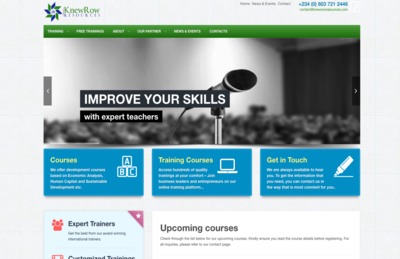 KnewRow
RESOURCES
Home News & Events Contact
+234 (0) 803 721 2446
TRAINING
FREE TRAININGS
ABOUT
OUR PARTNER
NEWS & EVENTS
CONTACTS
IMPROVE YOUR SKILLS
with expert teachers
Courses
We offer development courses
based on Economic Analysis,
Human Capital and Sustainable
Development etc.
Training Courses
Access hundreds of quality
trainings at your comfort – Join
business leaders and entrepreneurs on our
online training platform...
Get in Touch
We are always available to hear
you. To get the information that
you need, you can contact us in
the way that is most convient for you.
Expert Trainers
Get the best from our award winning
international trainers.
Customized Trainings
Upcoming courses
Check through the list below for our upcoming courses. Kindly ensure you read the course details before registering. For
all inquiries, please refer to our contact page.